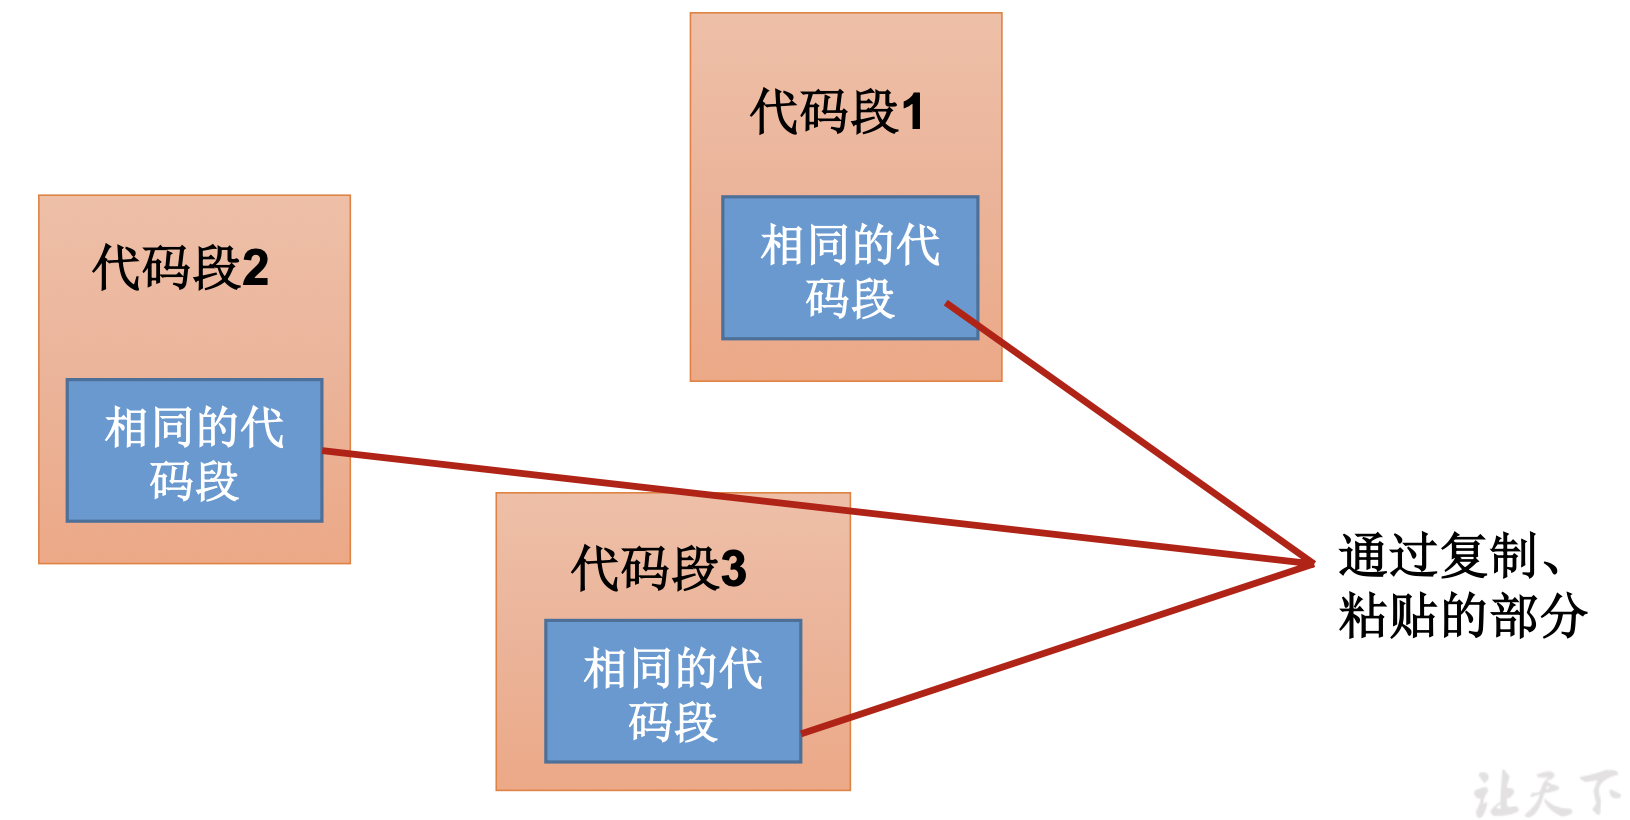 代码段1
相同的代
码段
代码段2
相同的代
码段
代码段3
相同的代
码段
通过复制、
粘贴的部分
让天下